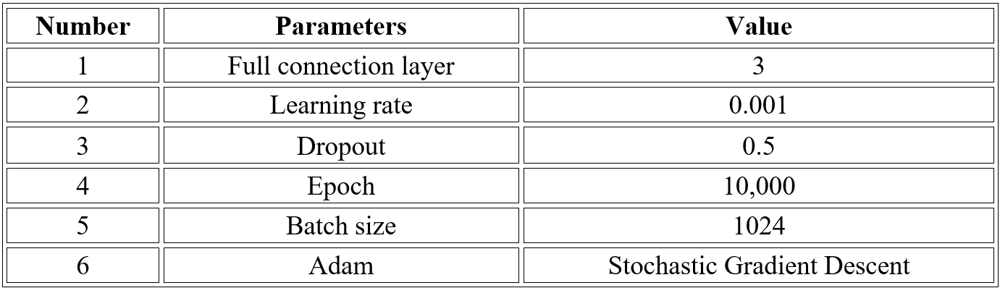 Number Parameters Value
1 Full connection layer 3
2 Learning rate 0.001
3 Dropout 0.5
4 Epoch 10,000
5 Batch size 1024
6 Adam Stochastic Gradient Descent